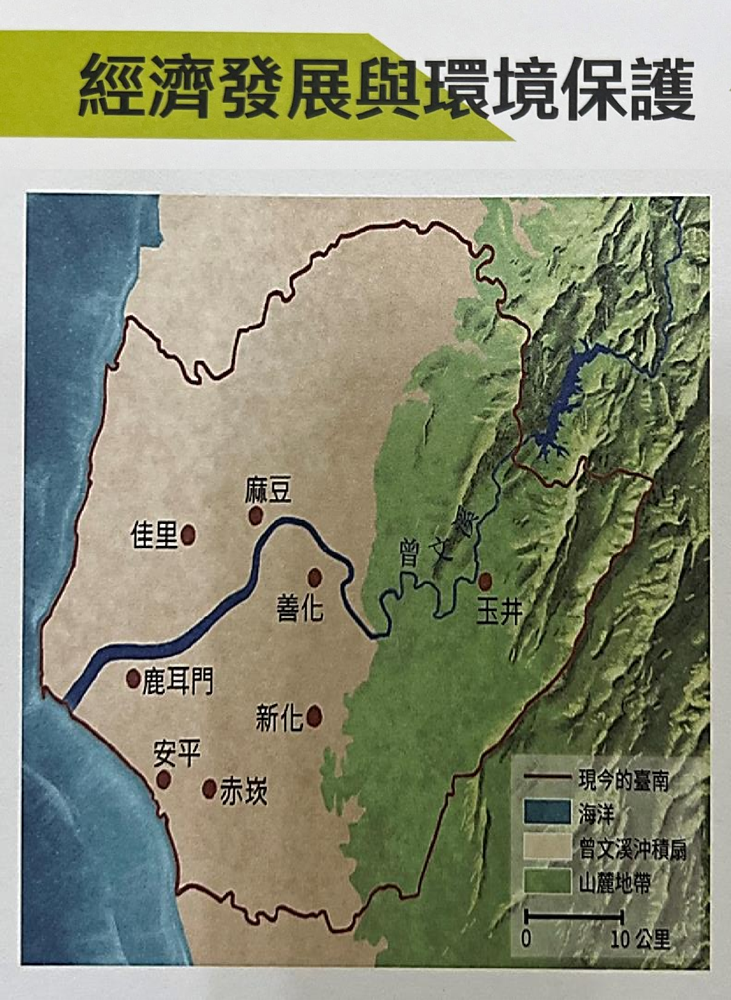 經濟發展與環境保護
麻豆
佳里
曾文溪
善化
玉井
鹿耳門
新化
安平
赤崁
現今的臺南
海洋
曾文溪沖積扇
山麓地帶
0 10 公里